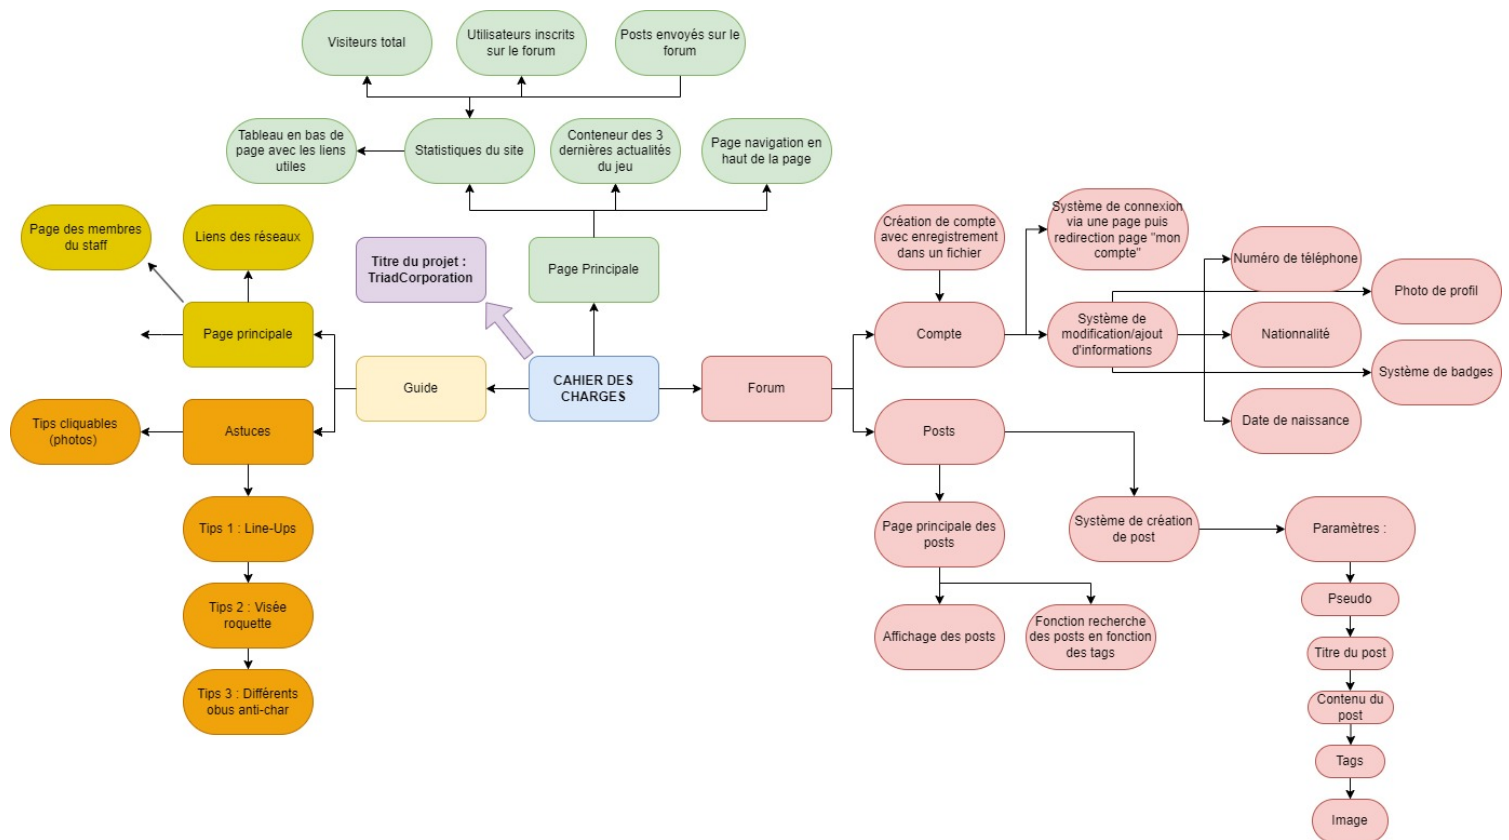 Visiteurs total
Utilisateurs inscrits
sur le forum
Posts envoyés sur le
forum
Tableau en bas de
page avec les liens
utiles
Statistiques du site
Conteneur des 3
dernières actualités
du jeu
Page navigation en
haut de la page
Page des membres
du staff
Liens des réseaux
Titre du projet :
TriadCorporation
Page Principale
Création de compte
avec enregistrement
dans un fichier
Système de connexion
via une page puis
redirection page "mon
compte"
Numéro de téléphone
Photo de profil
Page principale
Compte
Système de
modification/ajout
d'informations
Nationnalité
Système de badges
Guide
CAHIER DES
CHARGES
Forum
Tips cliquables
(photos)
Astuces
Posts
Date de naissance
Tips 1 : Line-Ups
Page principale des
posts
Système de création
de post
Paramètres :
Tips 2 : Visée
roquette
Pseudo
Affichage des posts
Fonction recherche
des posts en fonction
des tags
Titre du post
Tips 3 : Différents
obus anti-char
Contenu du
post
Tags
Image